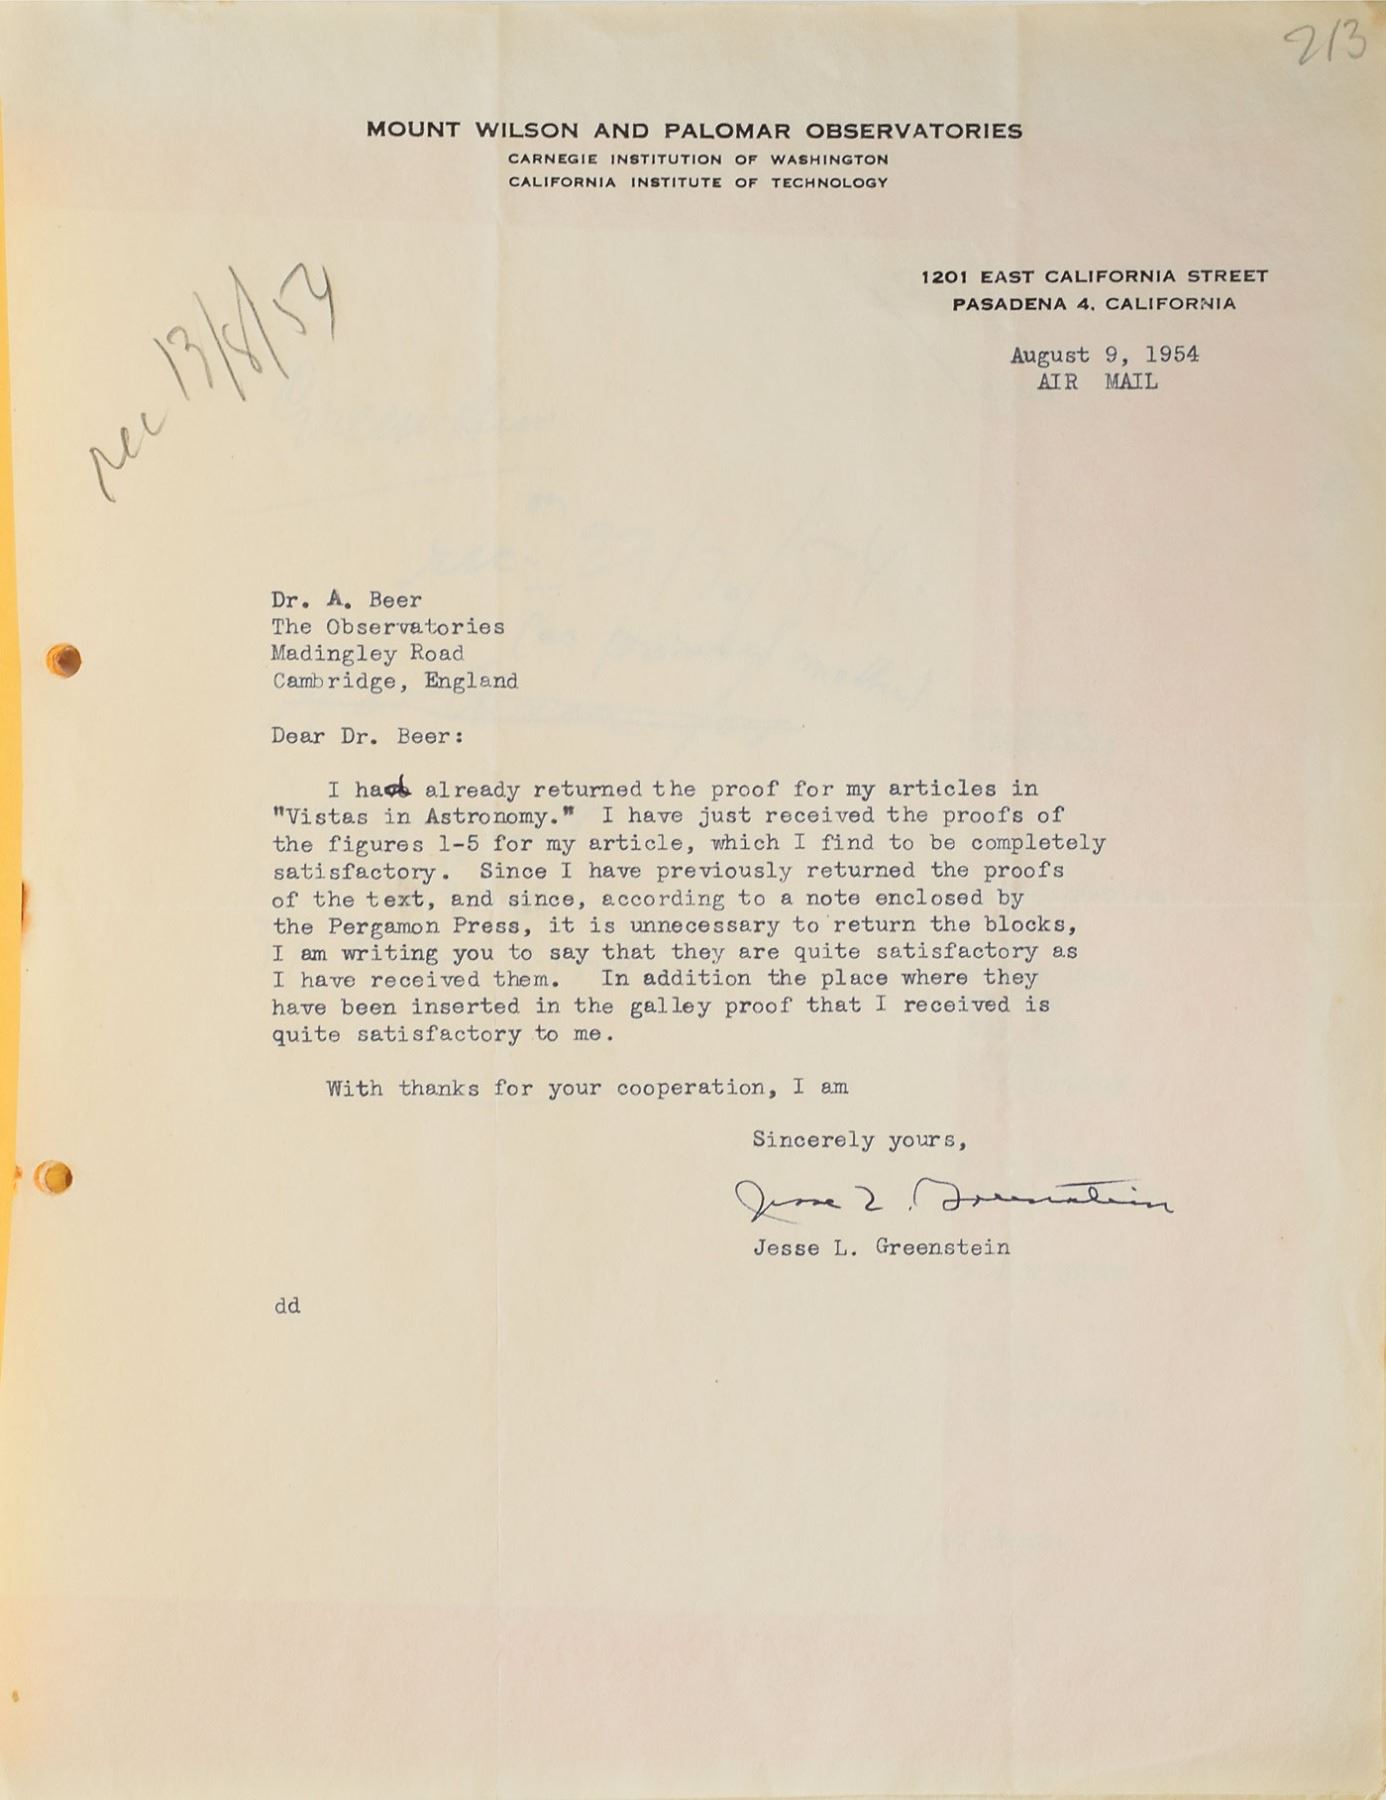 213
MOUNT WILSON AND PALOMAR OBSERVATORIES
CARNEGIE INSTITUTION OF WASHINGTON
CALIFORNIA INSTITUTE OF TECHNOLOGY
1201 EAST CALIFORNIA STREET
PASADENA 4, CALIFORNIA
rec 13/8/54
August 9, 1954
AIR MAIL
Dr. A. Beer
The Observatories
Madingley Road
Cambridge, England
Dear Dr. Beer:
I had already returned the proof for my articles in
"Vistas in Astronomy." I have just received the proofs of
the figures 1-5 for my article, which I find to be completely
satisfactory. Since I have previously returned the proofs
of the text, and since, according to a note enclosed by
the Pergamon Press, it is unnecessary to return the blocks,
I am writing you to say that they are quite satisfactory as
I have received them. In addition the place where they
have been inserted in the galley proof that I received is
quite satisfactory to me.
With thanks for your cooperation, I am
Sincerely yours,
Jesse L. Greenstein
Jesse L. Greenstein
dd